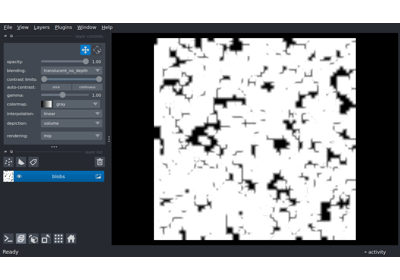 File View Layers Plugins Window Help
opacity: 1.00
blending: translucent_no_depth
contrast limits:
auto-contrast: once continuous
gamma: 1.00
colormap: gray
interpolation: linear
depiction: volume
rendering: mip
blobs
Ready
activity